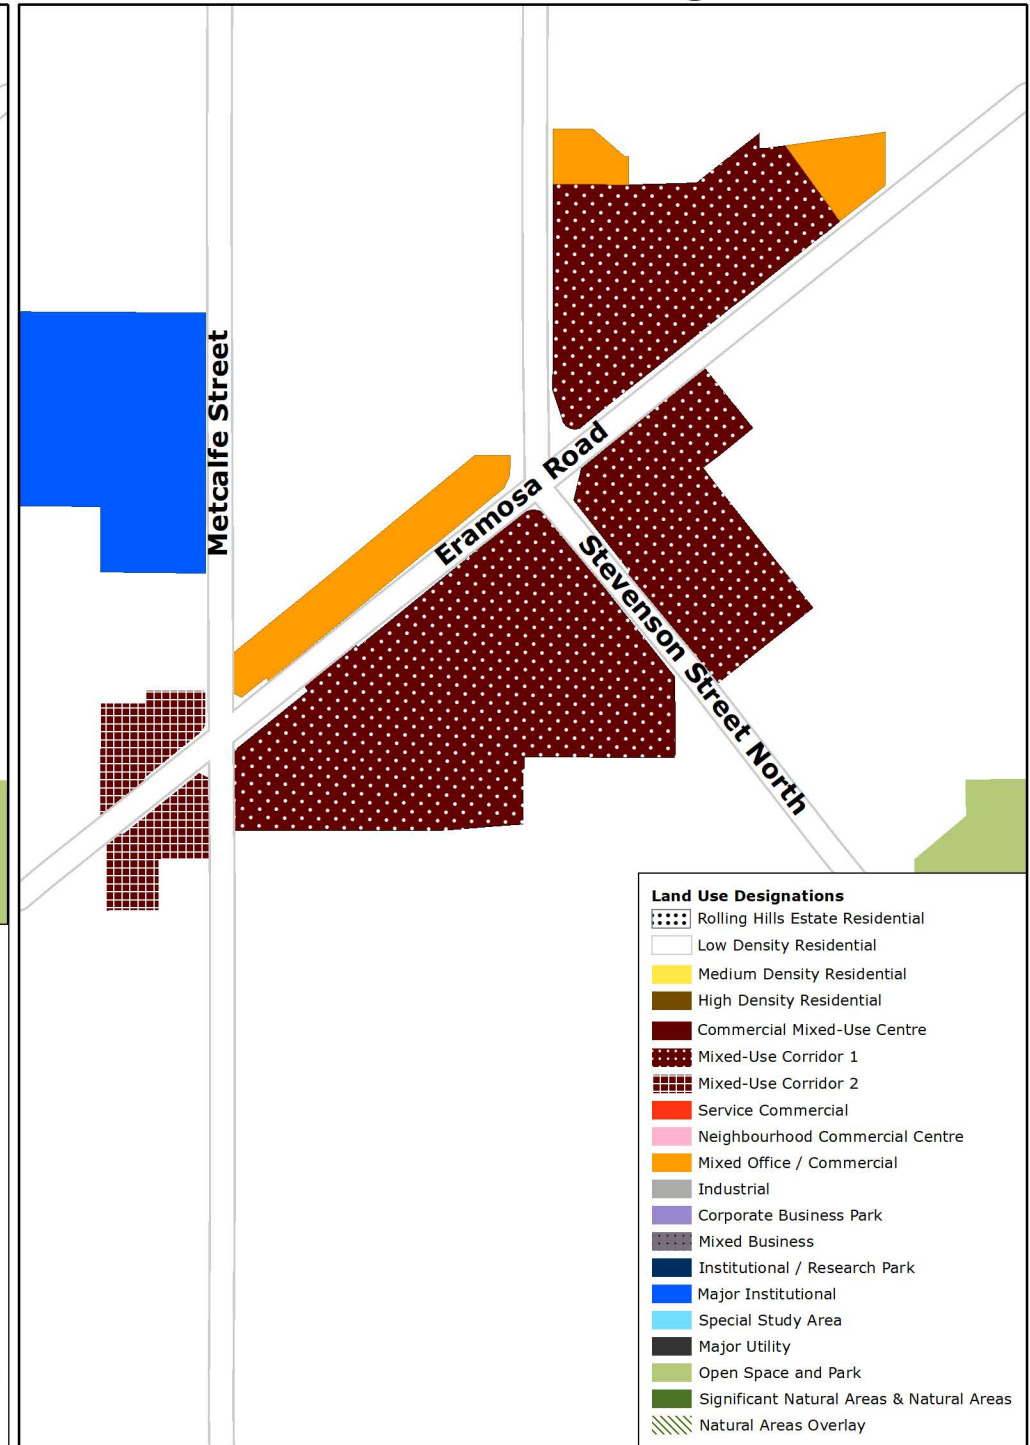 Metcalfe Street
Eramosa Road
Stevenson Street North
Land Use Designations
Rolling Hills Estate Residential
Low Density Residential
Medium Density Residential
High Density Residential
Commercial Mixed-Use Centre
Mixed-Use Corridor 1
Mixed-Use Corridor 2
Service Commercial
Neighbourhood Commercial Centre
Mixed Office / Commercial
Industrial
Corporate Business Park
Mixed Business
Institutional / Research Park
Major Institutional
Special Study Area
Major Utility
Open Space and Park
Significant Natural Areas & Natural Areas
Natural Areas Overlay